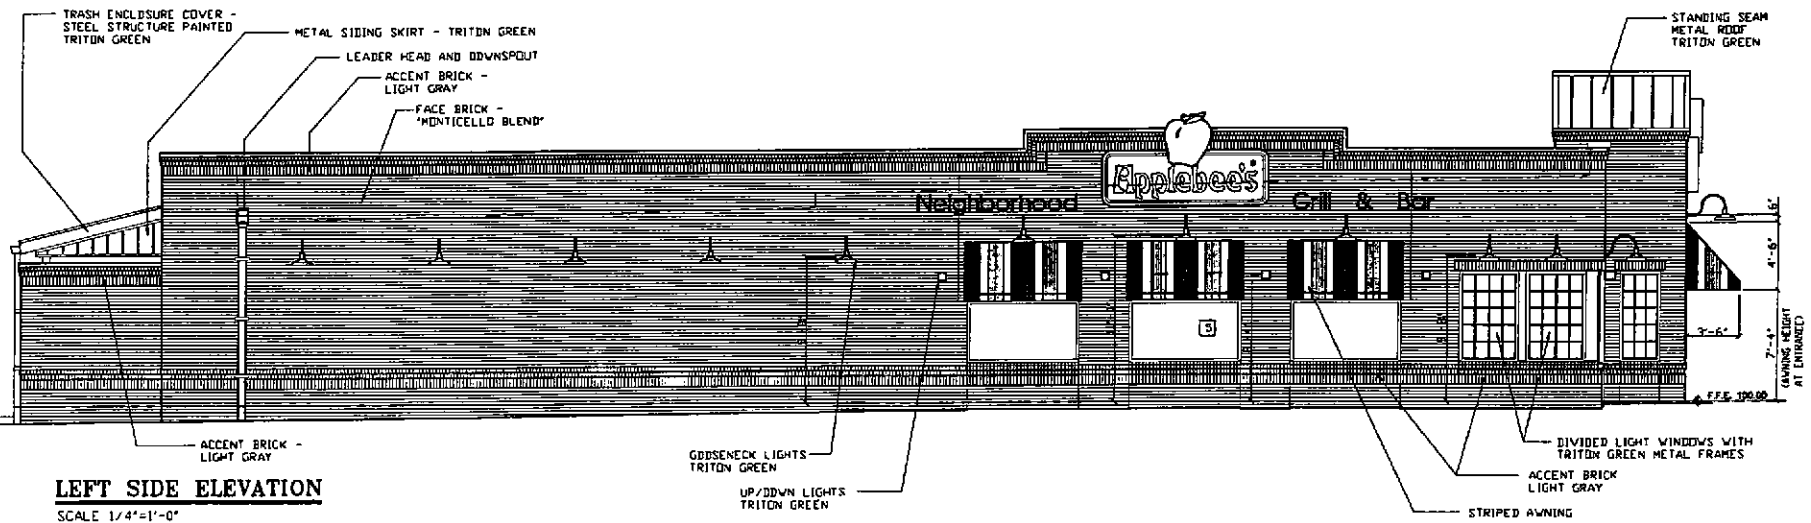 TRASH ENCLOSURE COVER -
STEEL STRUCTURE PAINTED
TRITON GREEN
METAL SIDING SKIRT - TRITON GREEN
LEADER HEAD AND DOWNSPOUT
ACCENT BRICK -
LIGHT GRAY
FACE BRICK -
"MONTICELLO BLEND"
STANDING SEAM
METAL ROOF
TRITON GREEN
Applebee's
Neighborhood
Grill & Bar
6"
4'-6"
3'-6"
7'-4"
(AWNING HEIGHT
AT ENTRANCE)
F.F.E. 100.00
ACCENT BRICK -
LIGHT GRAY
GOOSENECK LIGHTS
TRITON GREEN
UP/DOWN LIGHTS
TRITON GREEN
DIVIDED LIGHT WINDOWS WITH
TRITON GREEN METAL FRAMES
ACCENT BRICK
LIGHT GRAY
STRIPED AWNING
LEFT SIDE ELEVATION
SCALE 1/4"=1'-0"